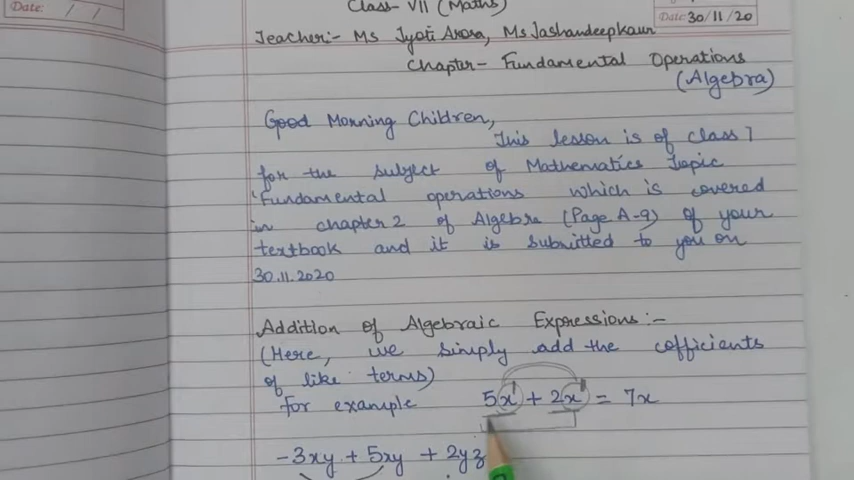 Date: / /
Class- VII (Maths)
Date: 30/11/20
Teacher:- Ms Jyoti Arora, Ms Jashandeepkaur
Chapter- Fundamental Operations
(Algebra)
Good Morning Children,
This lesson is of class 7
for the subject of Mathematics Topic
'Fundamental operations which is covered
in chapter 2 of Algebra (Page A-9) of your
textbook and it is submitted to you on
30.11.2020
Addition of Algebraic Expressions:-
(Here, we simply add the cofficients
of like terms)
for example 5x¹ + 2x¹ = 7x
-3xy + 5xy + 2yz